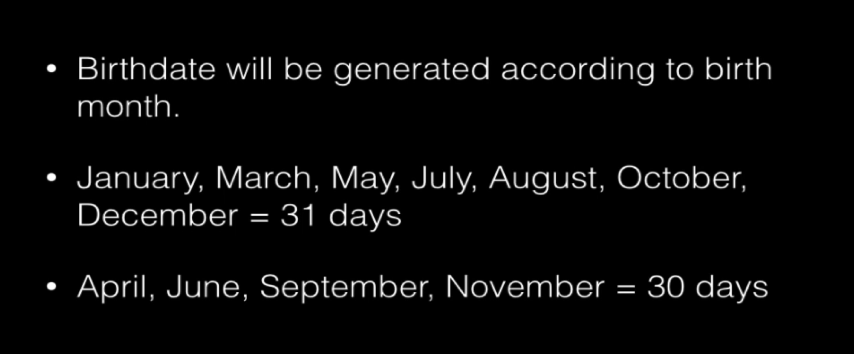 • Birthdate will be generated according to birth
month.
• January, March, May, July, August, October,
December = 31 days
• April, June, September, November = 30 days